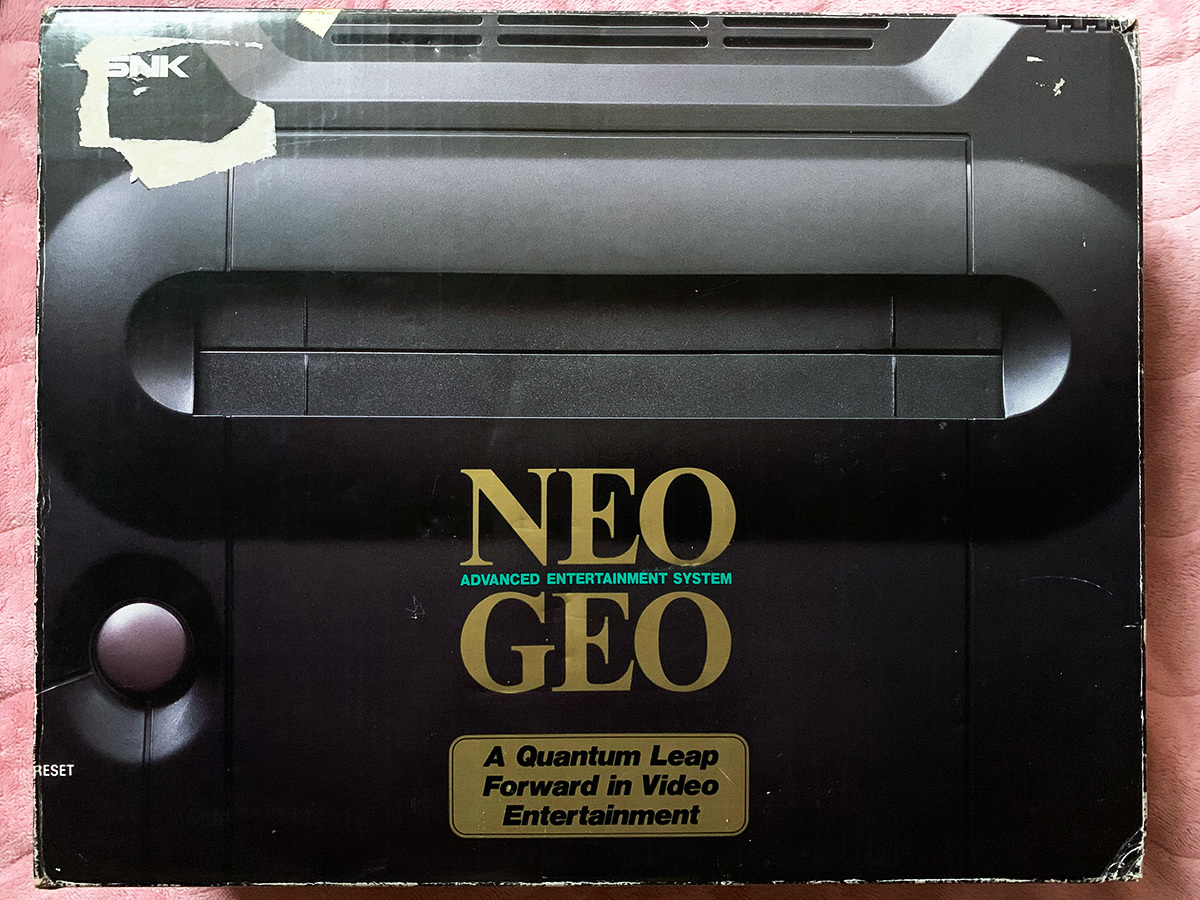 SNK
NEO
ADVANCED ENTERTAINMENT SYSTEM
GEO
A Quantum Leap
Forward in Video
Entertainment
RESET